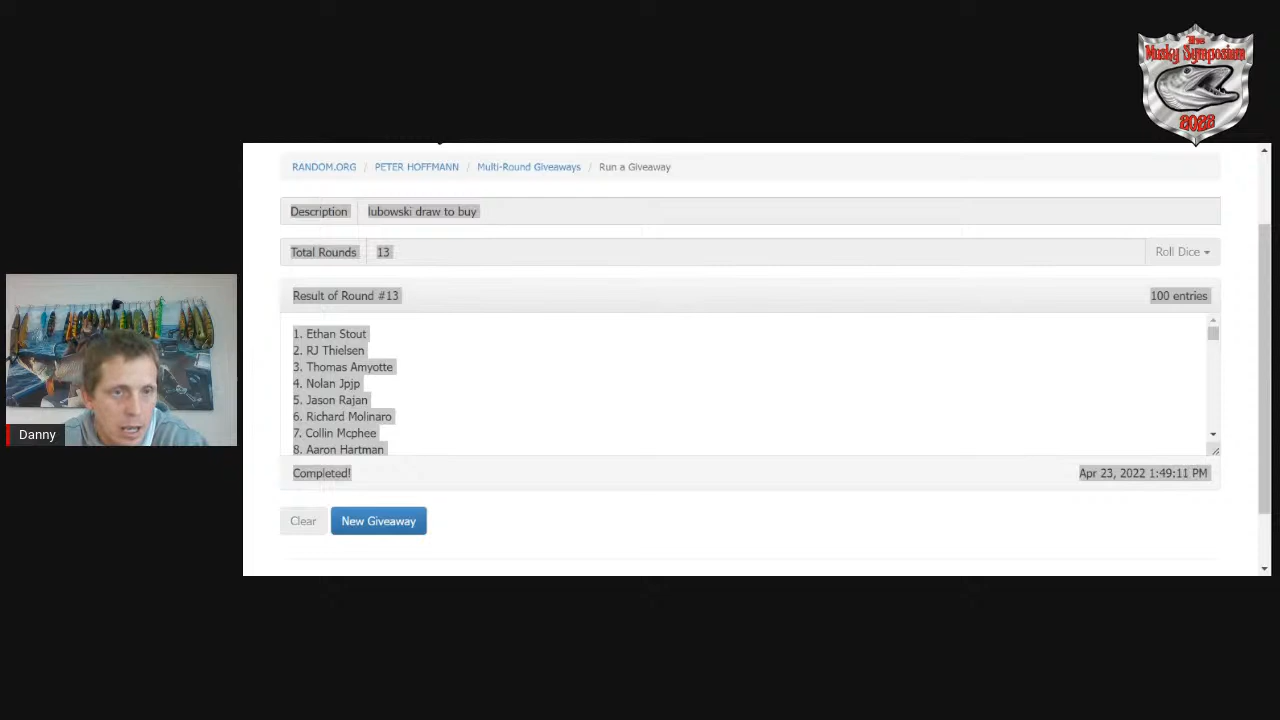 The
Musky Symposium
2022
RANDOM.ORG / PETER HOFFMANN / Multi-Round Giveaways / Run a Giveaway
Description lubowski draw to buy
Total Rounds 13 Roll Dice
Result of Round #13 100 entries
1. Ethan Stout
2. RJ Thielsen
3. Thomas Amyotte
4. Nolan Jpjp
5. Jason Rajan
6. Richard Molinaro
7. Collin Mcphee
8. Aaron Hartman
Danny
Completed! Apr 23, 2022 1:49:11 PM
Clear New Giveaway